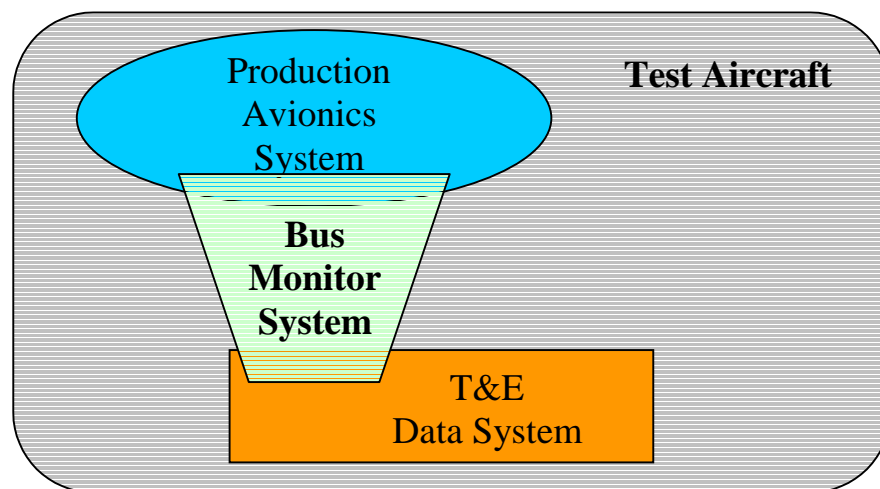 Production
Avionics
System
Test Aircraft
Bus
Monitor
System
T&E
Data System